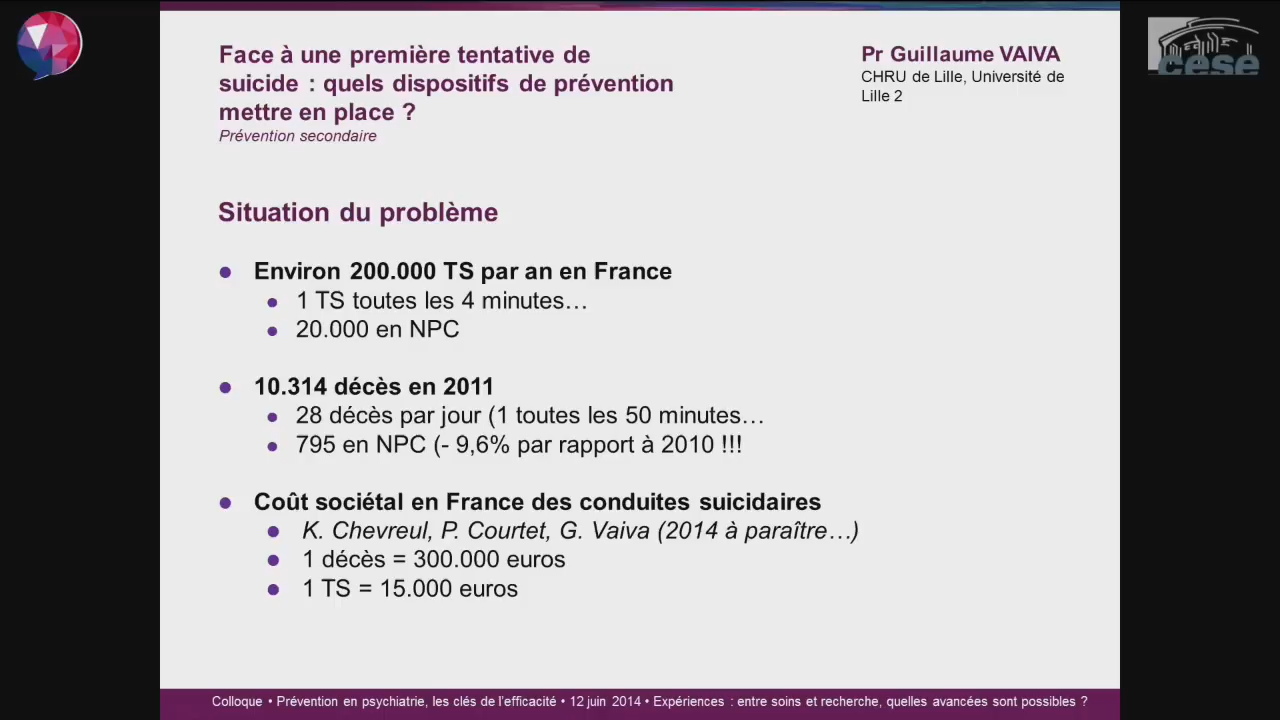 Face à une première tentative de
suicide : quels dispositifs de prévention
mettre en place ?
Prévention secondaire
Pr Guillaume VAIVA
CHRU de Lille, Université de
Lille 2
cese
Situation du problème
● Environ 200.000 TS par an en France
● 1 TS toutes les 4 minutes…
● 20.000 en NPC
● 10.314 décès en 2011
● 28 décès par jour (1 toutes les 50 minutes…
● 795 en NPC (- 9,6% par rapport à 2010 !!!
● Coût sociétal en France des conduites suicidaires
● K. Chevreul, P. Courtet, G. Vaiva (2014 à paraître…)
● 1 décès = 300.000 euros
● 1 TS = 15.000 euros
Colloque • Prévention en psychiatrie, les clés de l'efficacité • 12 juin 2014 • Expériences : entre soins et recherche, quelles avancées sont possibles ?